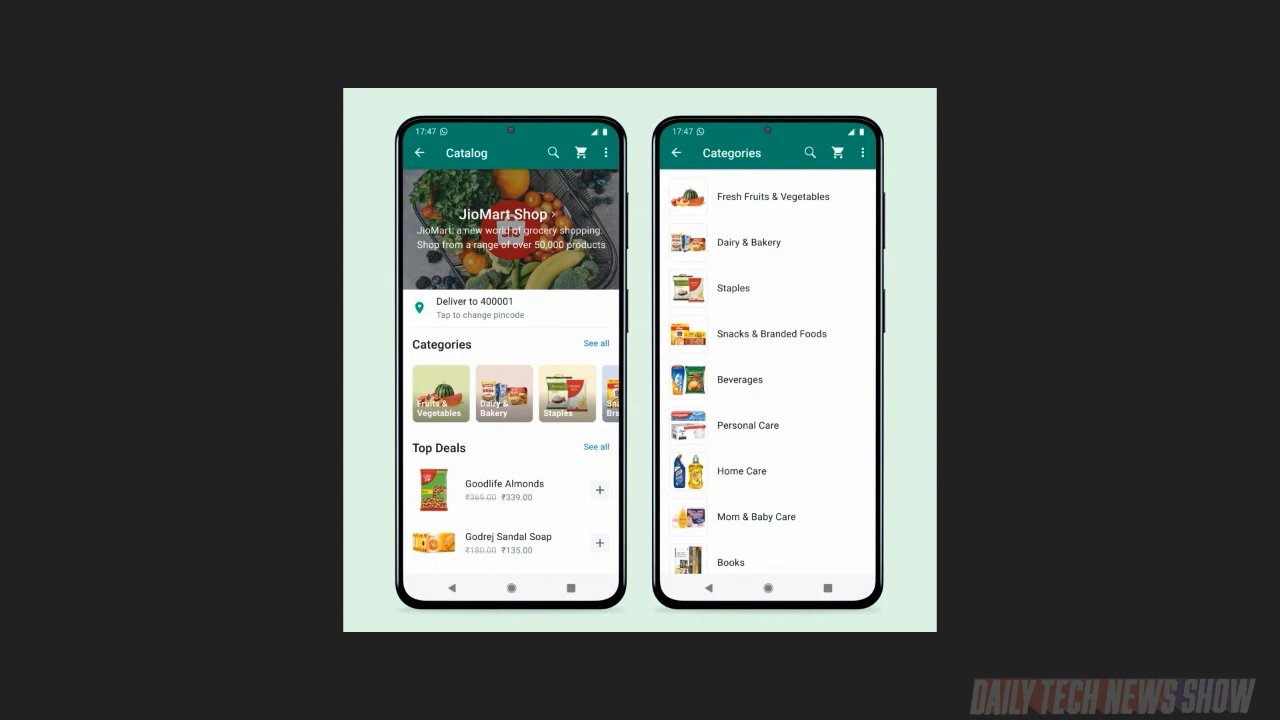 17:47
Catalog
JioMart Shop ›
JioMart: a new world of grocery shopping.
Shop from a range of over 50,000 products
Deliver to 400001
Tap to change pincode
Categories
See all
Fruits &
Vegetables
Dairy &
Bakery
Staples
Sna
Bra
Top Deals
See all
Goodlife Almonds
₹369.00 ₹339.00
Godrej Sandal Soap
₹180.00 ₹135.00
17:47
Categories
Fresh Fruits & Vegetables
Dairy & Bakery
Staples
Snacks & Branded Foods
Beverages
Personal Care
Home Care
Mom & Baby Care
Books
DAILY TECH NEWS SHOW